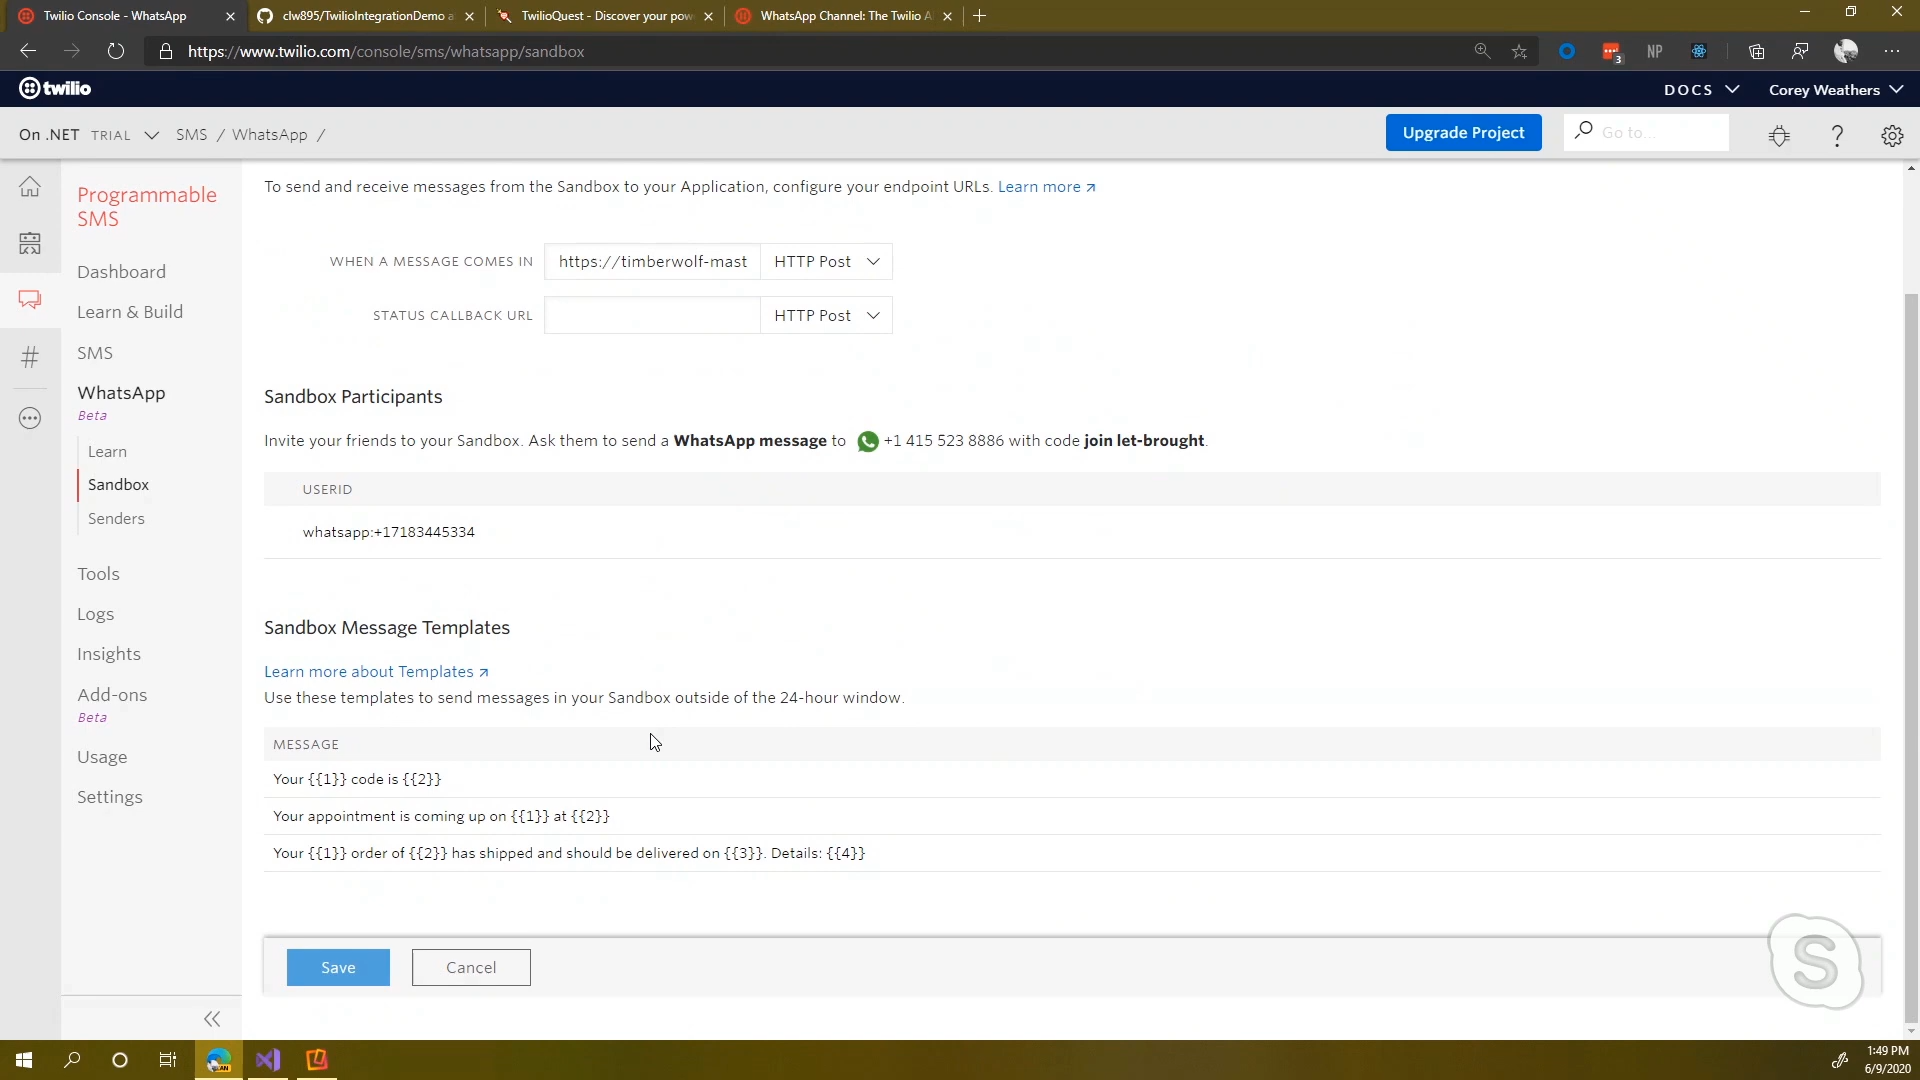 Twilio Console - WhatsApp
clw895/TwilioIntegrationDemo a
TwilioQuest - Discover your pow
WhatsApp Channel: The Twilio A
https://www.twilio.com/console/sms/whatsapp/sandbox
3
NP
twilio
DOCS
Corey Weathers
On .NET TRIAL
SMS / WhatsApp /
Upgrade Project
Go to...
Programmable
SMS
Dashboard
Learn & Build
SMS
WhatsApp
Beta
Learn
Sandbox
Senders
Tools
Logs
Insights
Add-ons
Beta
Usage
Settings
To send and receive messages from the Sandbox to your Application, configure your endpoint URLs. Learn more
WHEN A MESSAGE COMES IN
https://timberwolf-mast
HTTP Post
STATUS CALLBACK URL
HTTP Post
Sandbox Participants
Invite your friends to your Sandbox. Ask them to send a WhatsApp message to +1 415 523 8886 with code join let-brought.
USERID
whatsapp:+17183445334
Sandbox Message Templates
Learn more about Templates
Use these templates to send messages in your Sandbox outside of the 24-hour window.
MESSAGE
Your {{1}} code is {{2}}
Your appointment is coming up on {{1}} at {{2}}
Your {{1}} order of {{2}} has shipped and should be delivered on {{3}}. Details: {{4}}
Save
Cancel
S
1:49 PM
6/9/2020